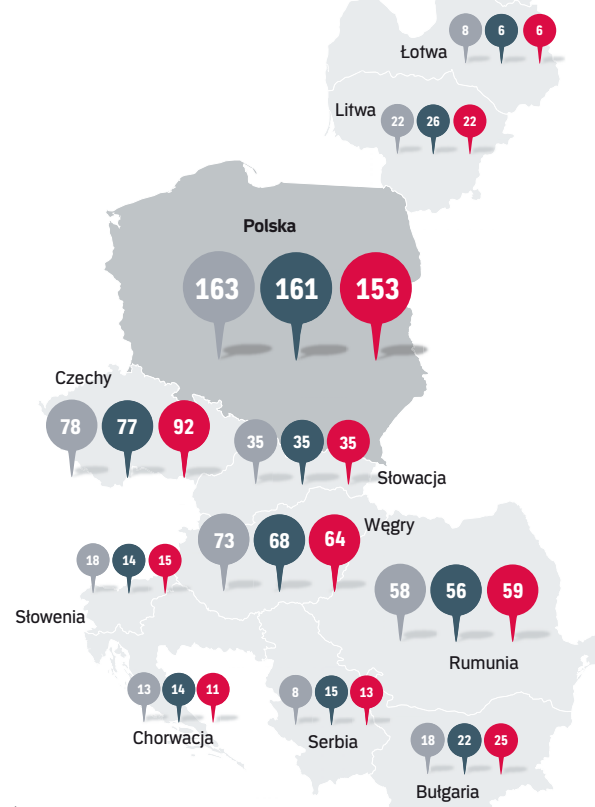 8 6 6
Łotwa
Litwa
22 26 22
Polska
163 161 153
Czechy
78 77 92
35 35 35
Słowacja
Węgry
73 68 64
18 14 15
58 56 59
Słowenia
Rumunia
13 14 11
8 15 13
Chorwacja
Serbia
18 22 25
Bułgaria